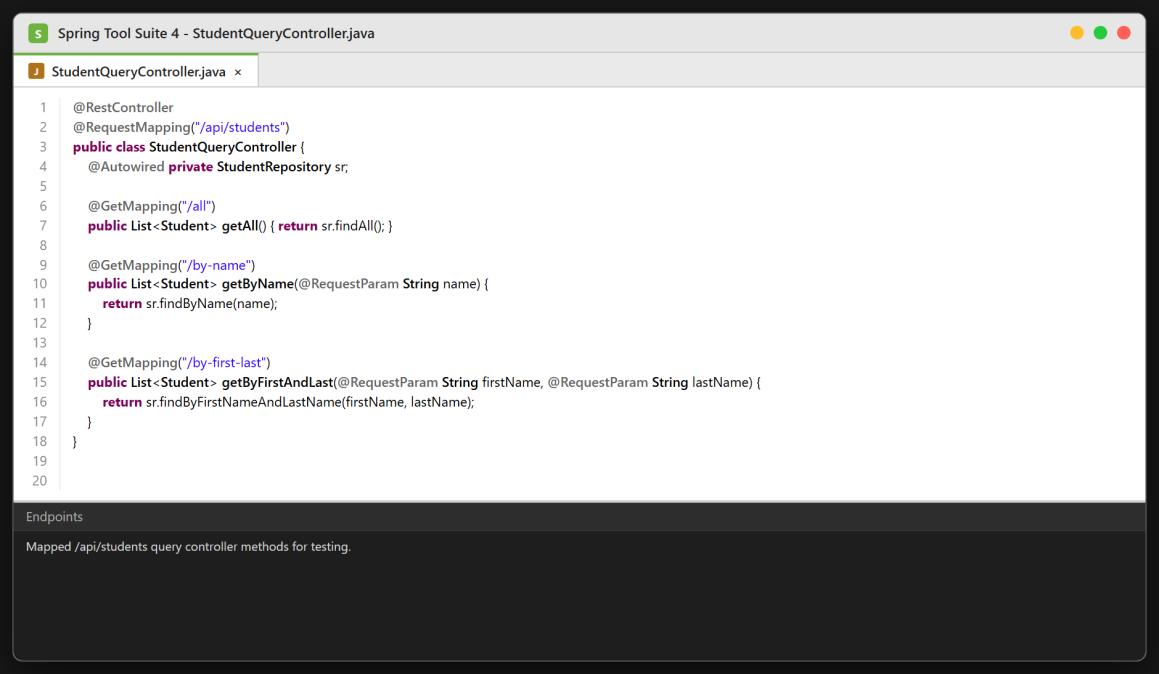 S Spring Tool Suite 4 - StudentQueryController.java
J StudentQueryController.java ×
1 @RestController
2 @RequestMapping("/api/students")
3 public class StudentQueryController {
4 @Autowired private StudentRepository sr;
5
6 @GetMapping("/all")
7 public List<Student> getAll() { return sr.findAll(); }
8
9 @GetMapping("/by-name")
10 public List<Student> getByName(@RequestParam String name) {
11 return sr.findByName(name);
12 }
13
14 @GetMapping("/by-first-last")
15 public List<Student> getByFirstAndLast(@RequestParam String firstName, @RequestParam String lastName) {
16 return sr.findByFirstNameAndLastName(firstName, lastName);
17 }
18 }
19
20
Endpoints
Mapped /api/students query controller methods for testing.